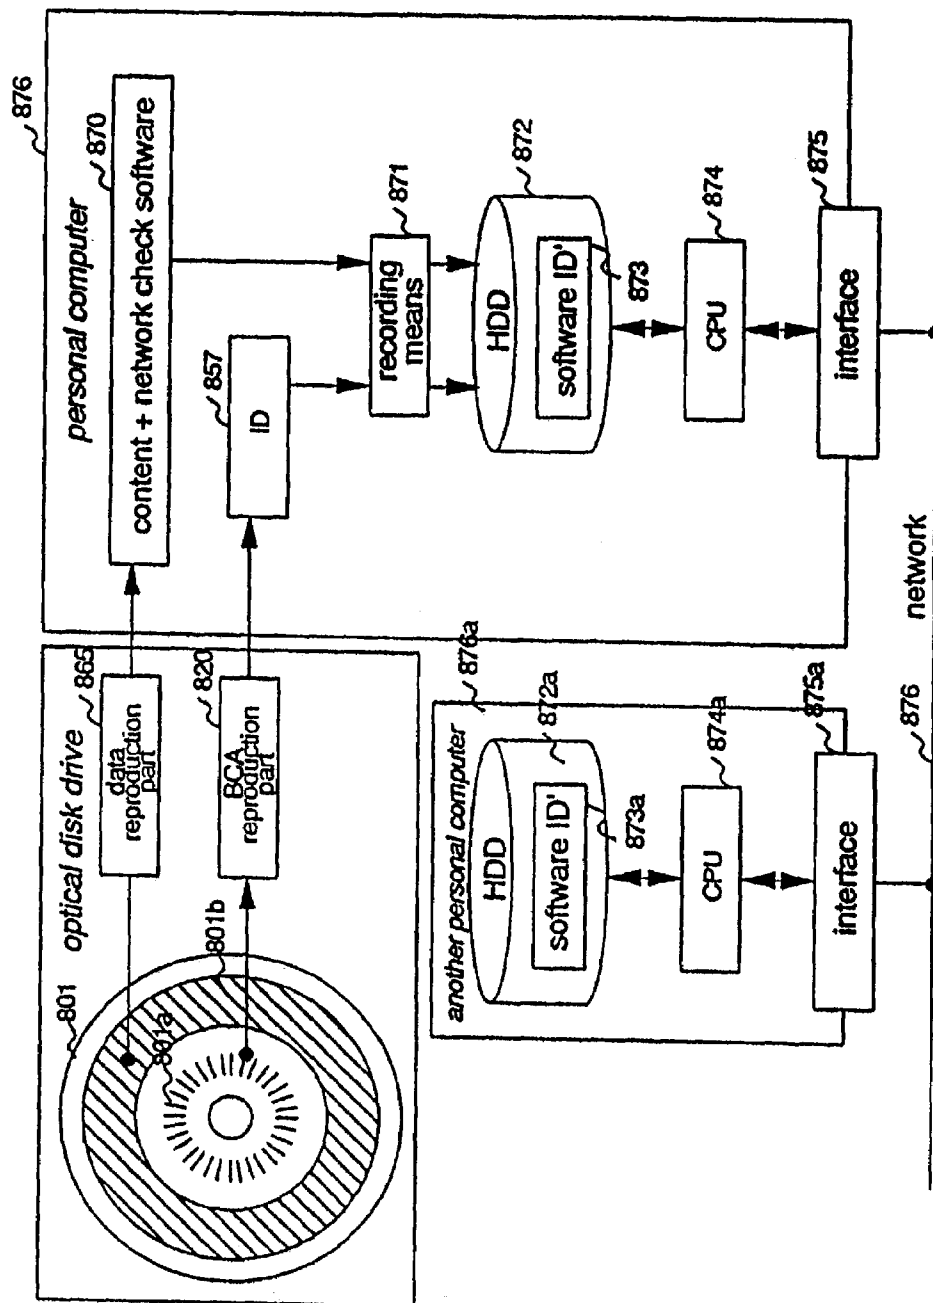 876
personal computer
870
content + network check software
857
ID
871
recording
means
872
HDD
software ID'
873
874
CPU
875
interface
optical disk drive
865
data
reproduction
part
820
BCA
reproduction
part
801
801a
801b
another personal computer
876a
HDD
872a
software ID'
873a
874a
CPU
875a
interface
876
network